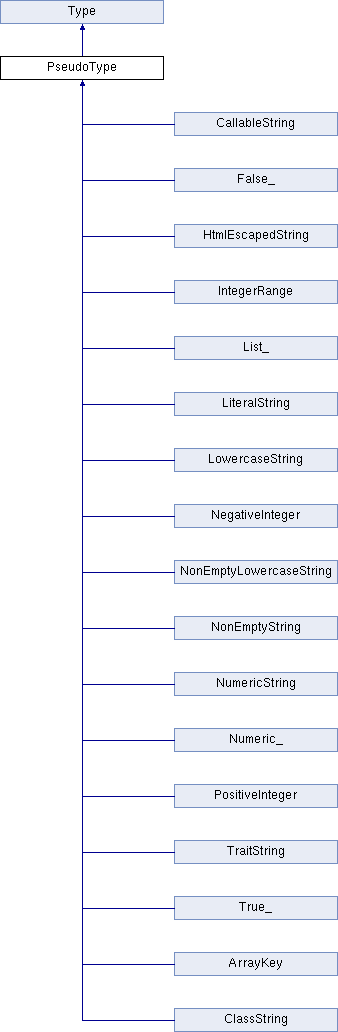 Type
PseudoType
CallableString
False_
HtmlEscapedString
IntegerRange
List_
LiteralString
LowercaseString
NegativeInteger
NonEmptyLowercaseString
NonEmptyString
NumericString
Numeric_
PositiveInteger
TraitString
True_
ArrayKey
ClassString